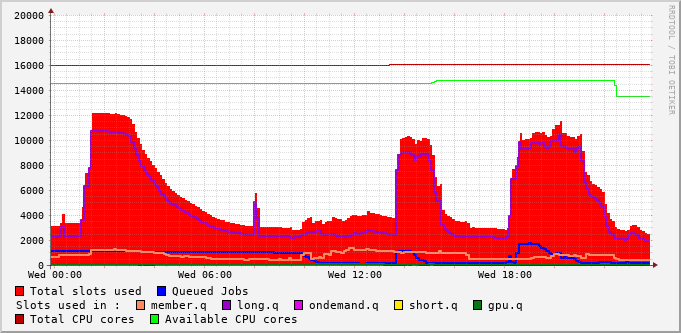 20000
18000
16000
14000
12000
10000
8000
6000
4000
2000
0
Wed 00:00 Wed 06:00 Wed 12:00 Wed 18:00
Total slots used Queued Jobs
Slots used in : member.q long.q ondemand.q short.q gpu.q
Total CPU cores Available CPU cores
RRDTOOL / TOBI OETIKER